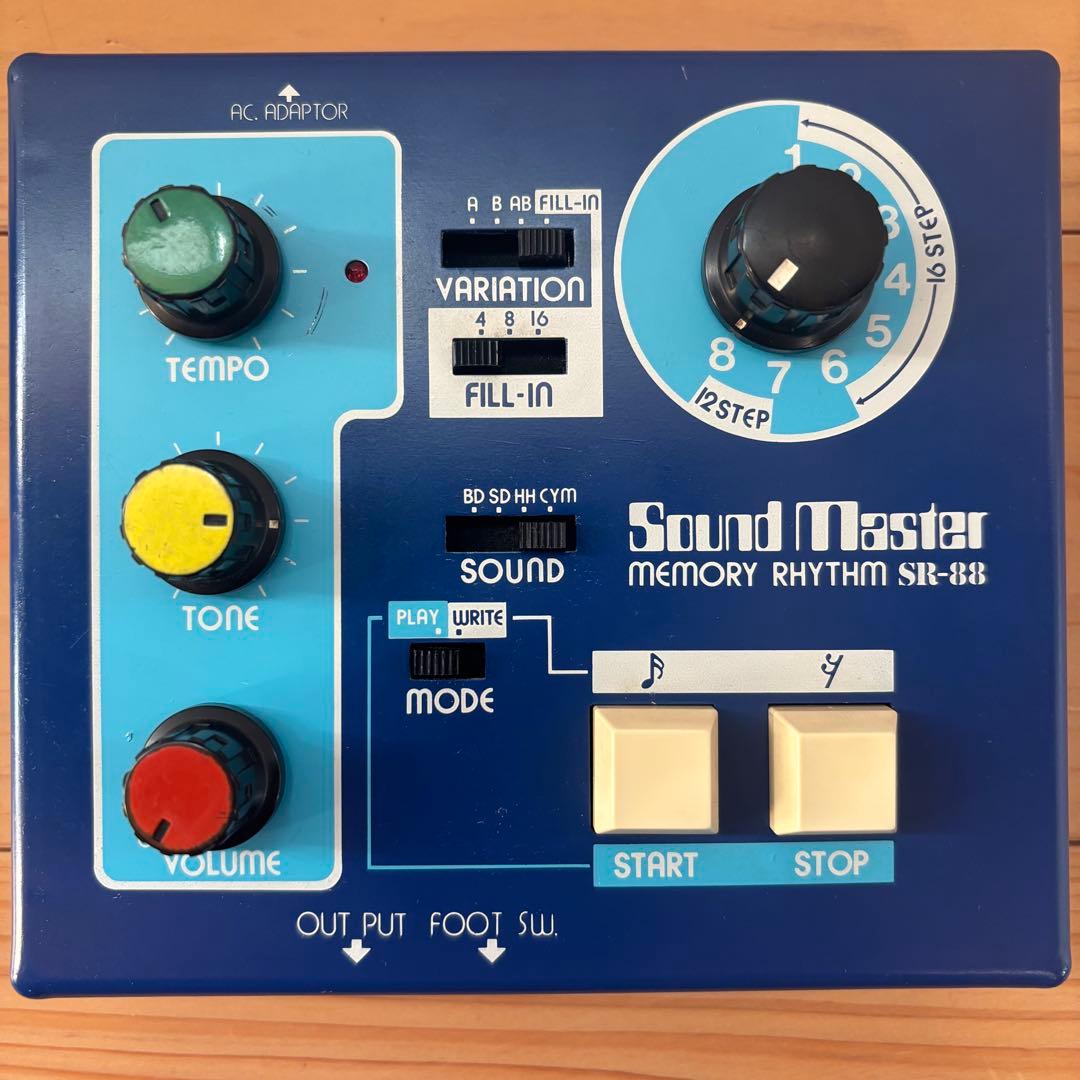 AC. ADAPTOR
TEMPO
TONE
VOLUME
A B AB FILL-IN
VARIATION
4 8 16
FILL-IN
1
2
3
4
5
6
7
8
16 STEP
12 STEP
BD SD HH CYM
SOUND
Sound Master
MEMORY RHYTHM SR-88
PLAY WRITE
MODE
START STOP
OUT PUT FOOT SW.